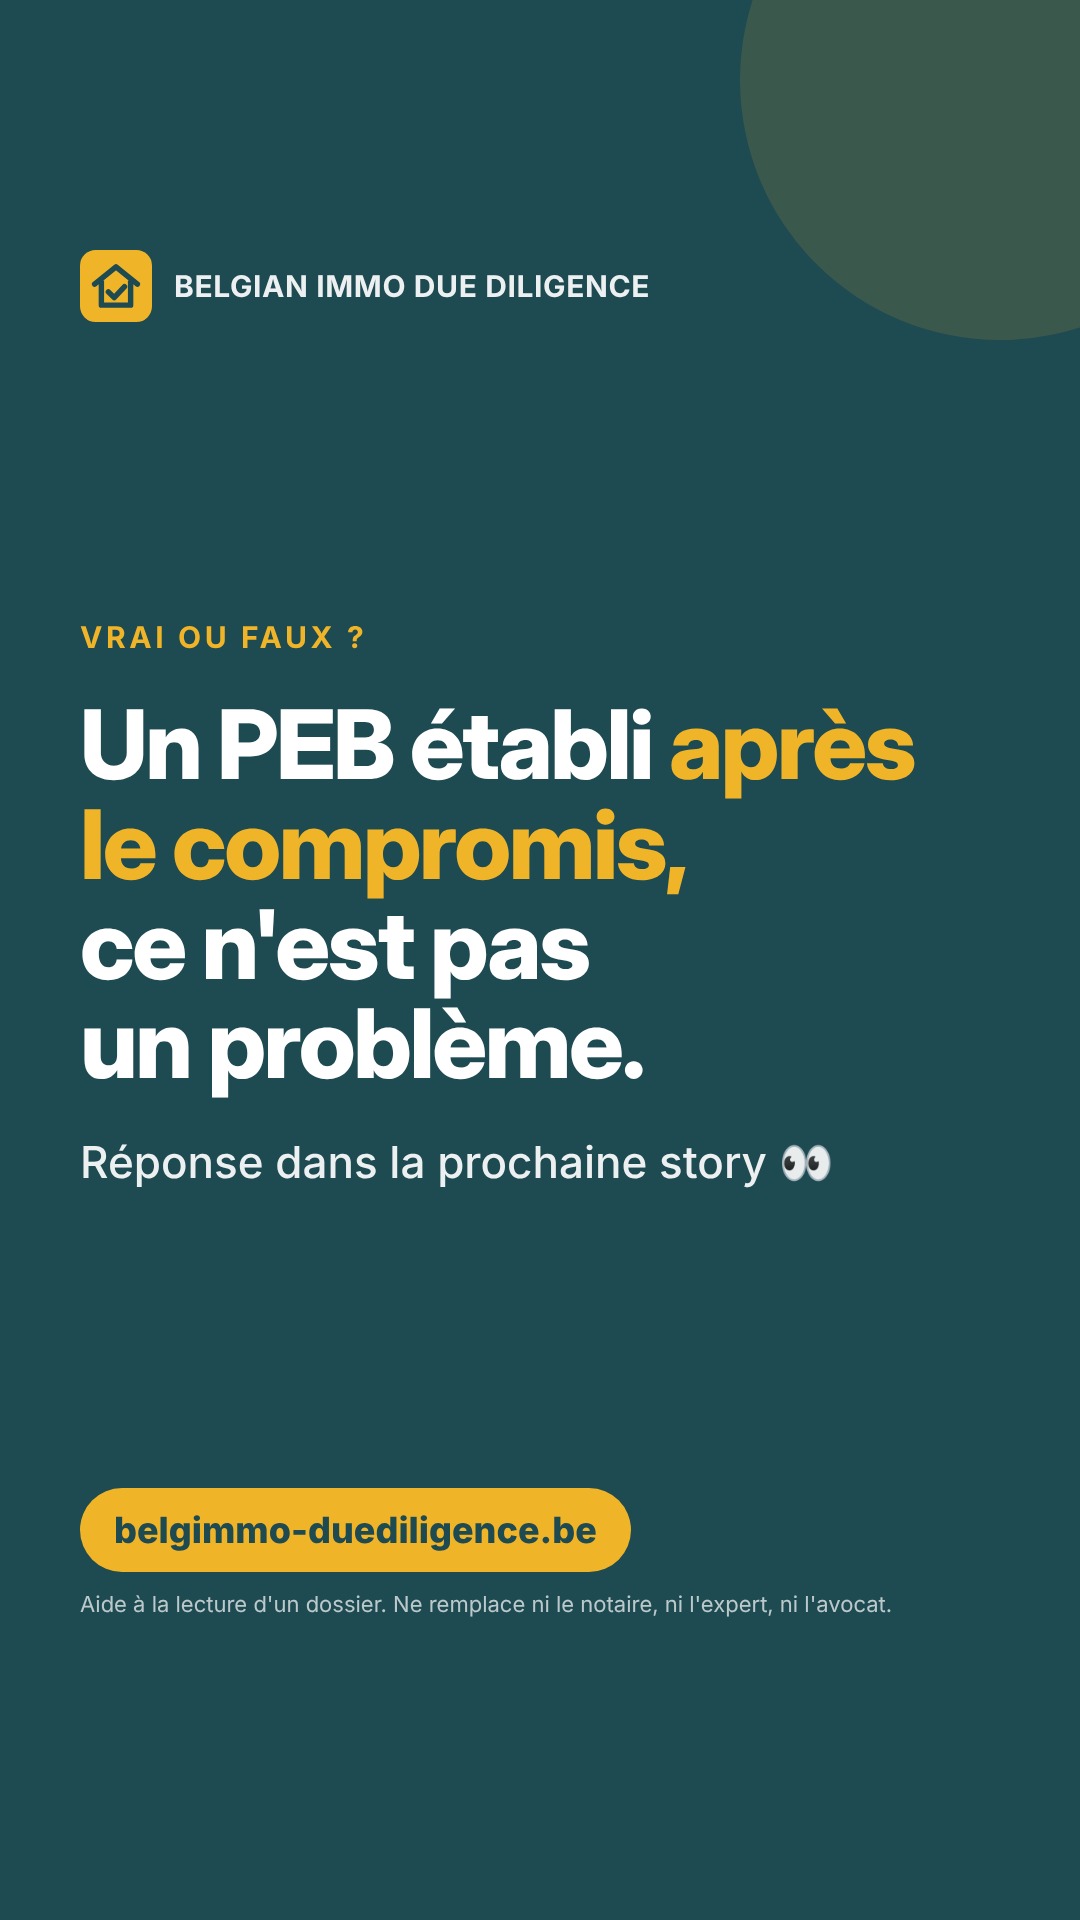 BELGIAN IMMO DUE DILIGENCE
VRAI OU FAUX ?
Un PEB établi après
le compromis,
ce n'est pas
un problème.
Réponse dans la prochaine story 👀
belgimmo-duediligence.be
Aide à la lecture d'un dossier. Ne remplace ni le notaire, ni l'expert, ni l'avocat.